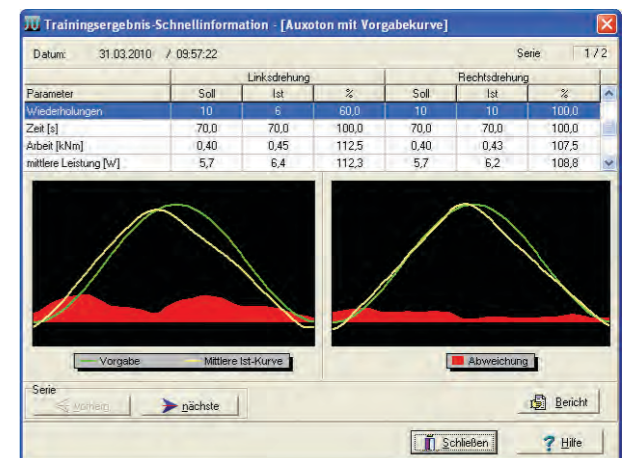 Trainingsergebnis-Schnellinformation - [Auxoton mit Vorgabekurve]
Datum: 31.03.2010 / 09:57:22 Serie 1 / 2
Linksdrehung Rechtsdrehung
Parameter Soll Ist % Soll Ist %
Wiederholungen 10 6 60,0 10 10 100,0
Zeit [s] 70,0 70,0 100,0 70,0 70,0 100,0
Arbeit [kNm] 0,40 0,45 112,5 0,40 0,43 107,5
mittlere Leistung [W] 5,7 6,4 112,3 5,7 6,2 108,8
Vorgabe Mittlere Ist-Kurve Abweichung
Serie
nächste Bericht
Schließen Hilfe